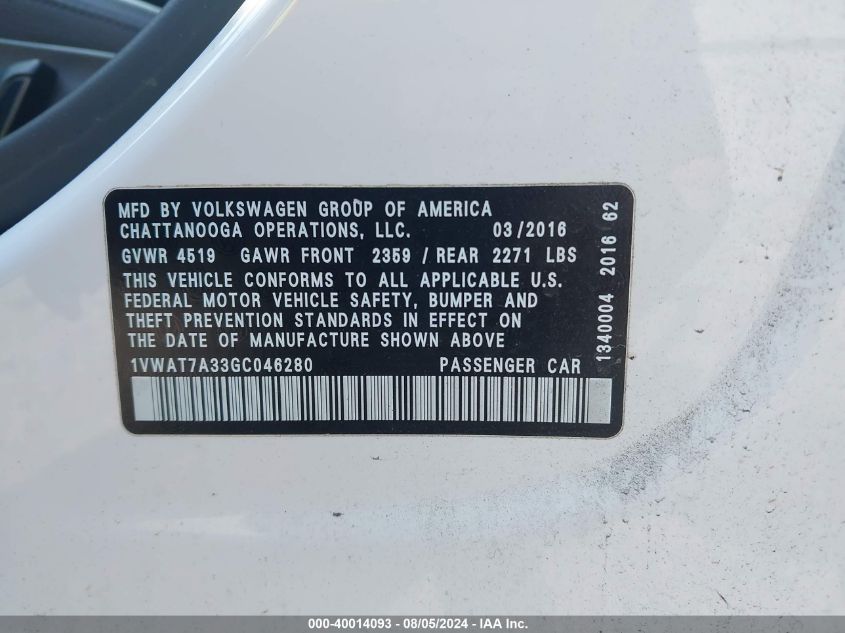 MFD BY VOLKSWAGEN GROUP OF AMERICA
CHATTANOOGA OPERATIONS, LLC. 03/2016
GVWR 4519 GAWR FRONT 2359 / REAR 2271 LBS
THIS VEHICLE CONFORMS TO ALL APPLICABLE U.S.
FEDERAL MOTOR VEHICLE SAFETY, BUMPER AND
THEFT PREVENTION STANDARDS IN EFFECT ON
THE DATE OF MANUFACTURE SHOWN ABOVE
1VWAT7A33GC046280 PASSENGER CAR
1340004 2016 62
000-40014093 - 08/05/2024 - IAA Inc.